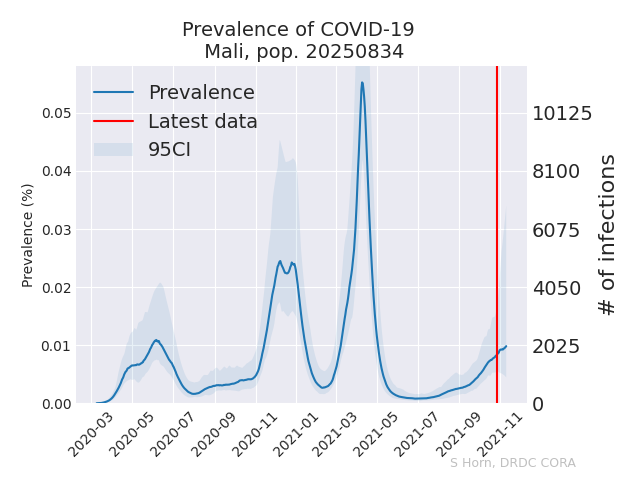 Prevalence of COVID-19
Mali, pop. 20250834
Prevalence
Latest data
95CI
Prevalence (%)
0.05
0.04
0.03
0.02
0.01
0.00
10125
8100
6075
4050
2025
0
# of infections
2020-03
2020-05
2020-07
2020-09
2020-11
2021-01
2021-03
2021-05
2021-07
2021-09
2021-11
S Horn, DRDC CORA